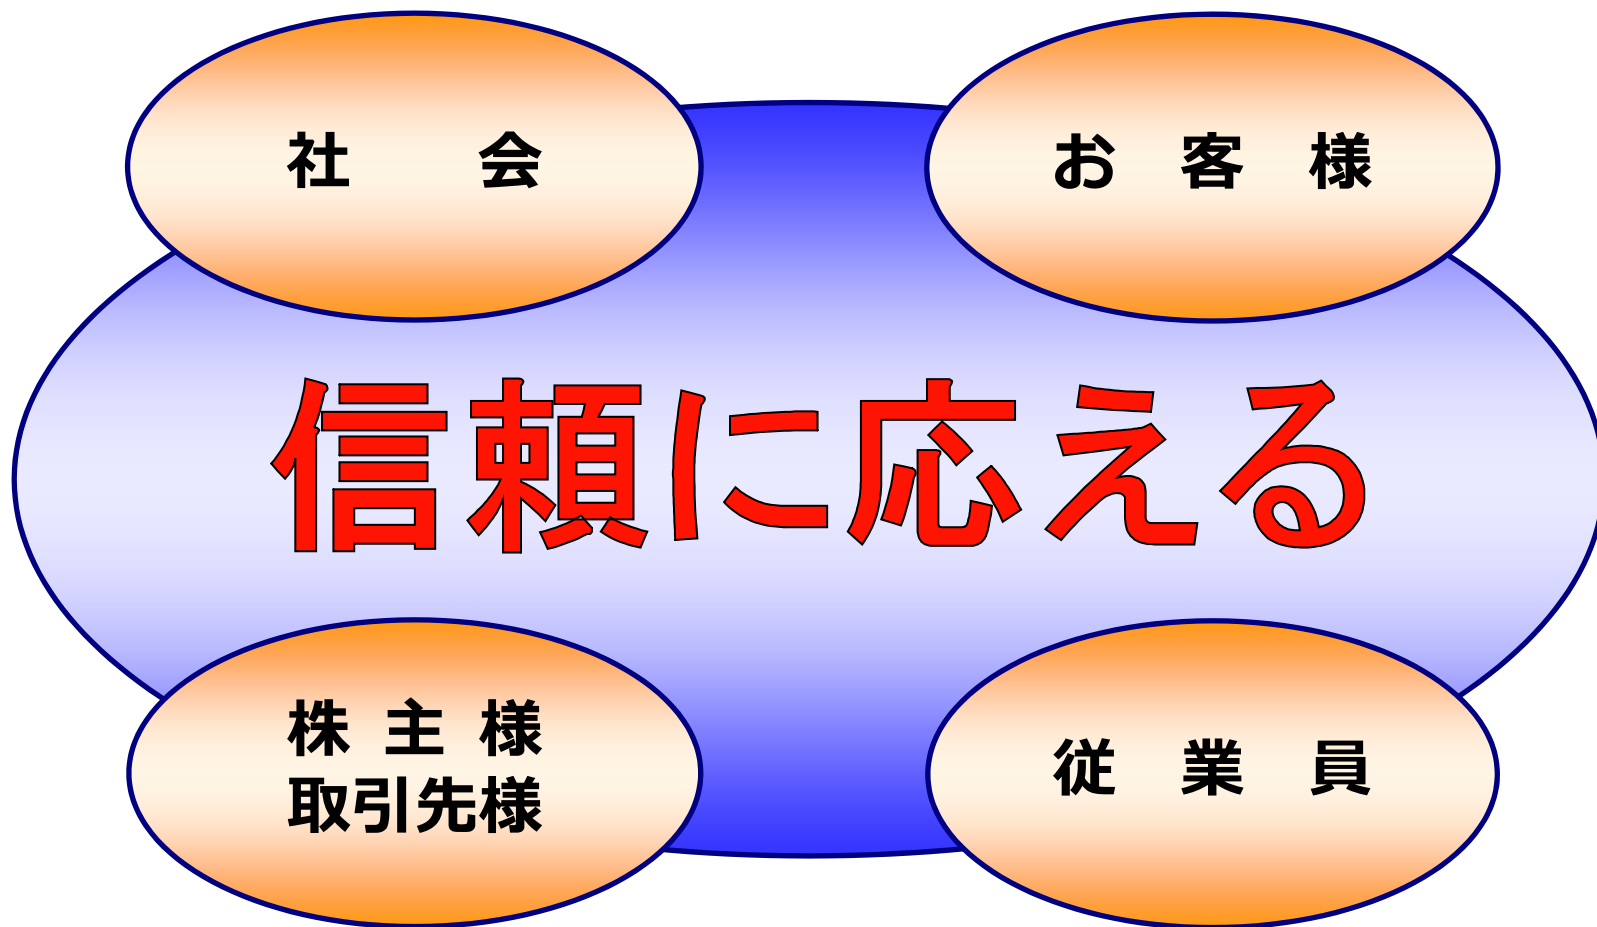 社　　会
お　客　様
信頼に応える
株 主 様
取引先様
従　業　員